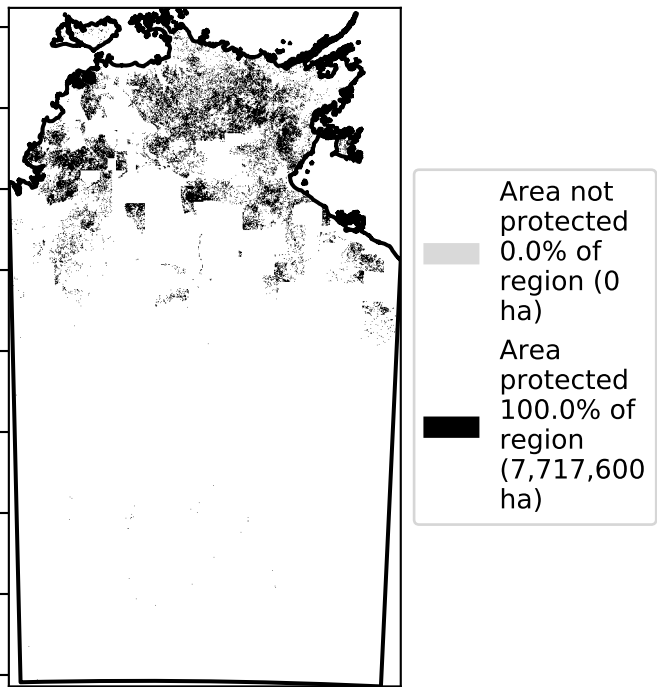 Area not
protected
0.0% of
region (0
ha)
Area
protected
100.0% of
region
(7,717,600
ha)